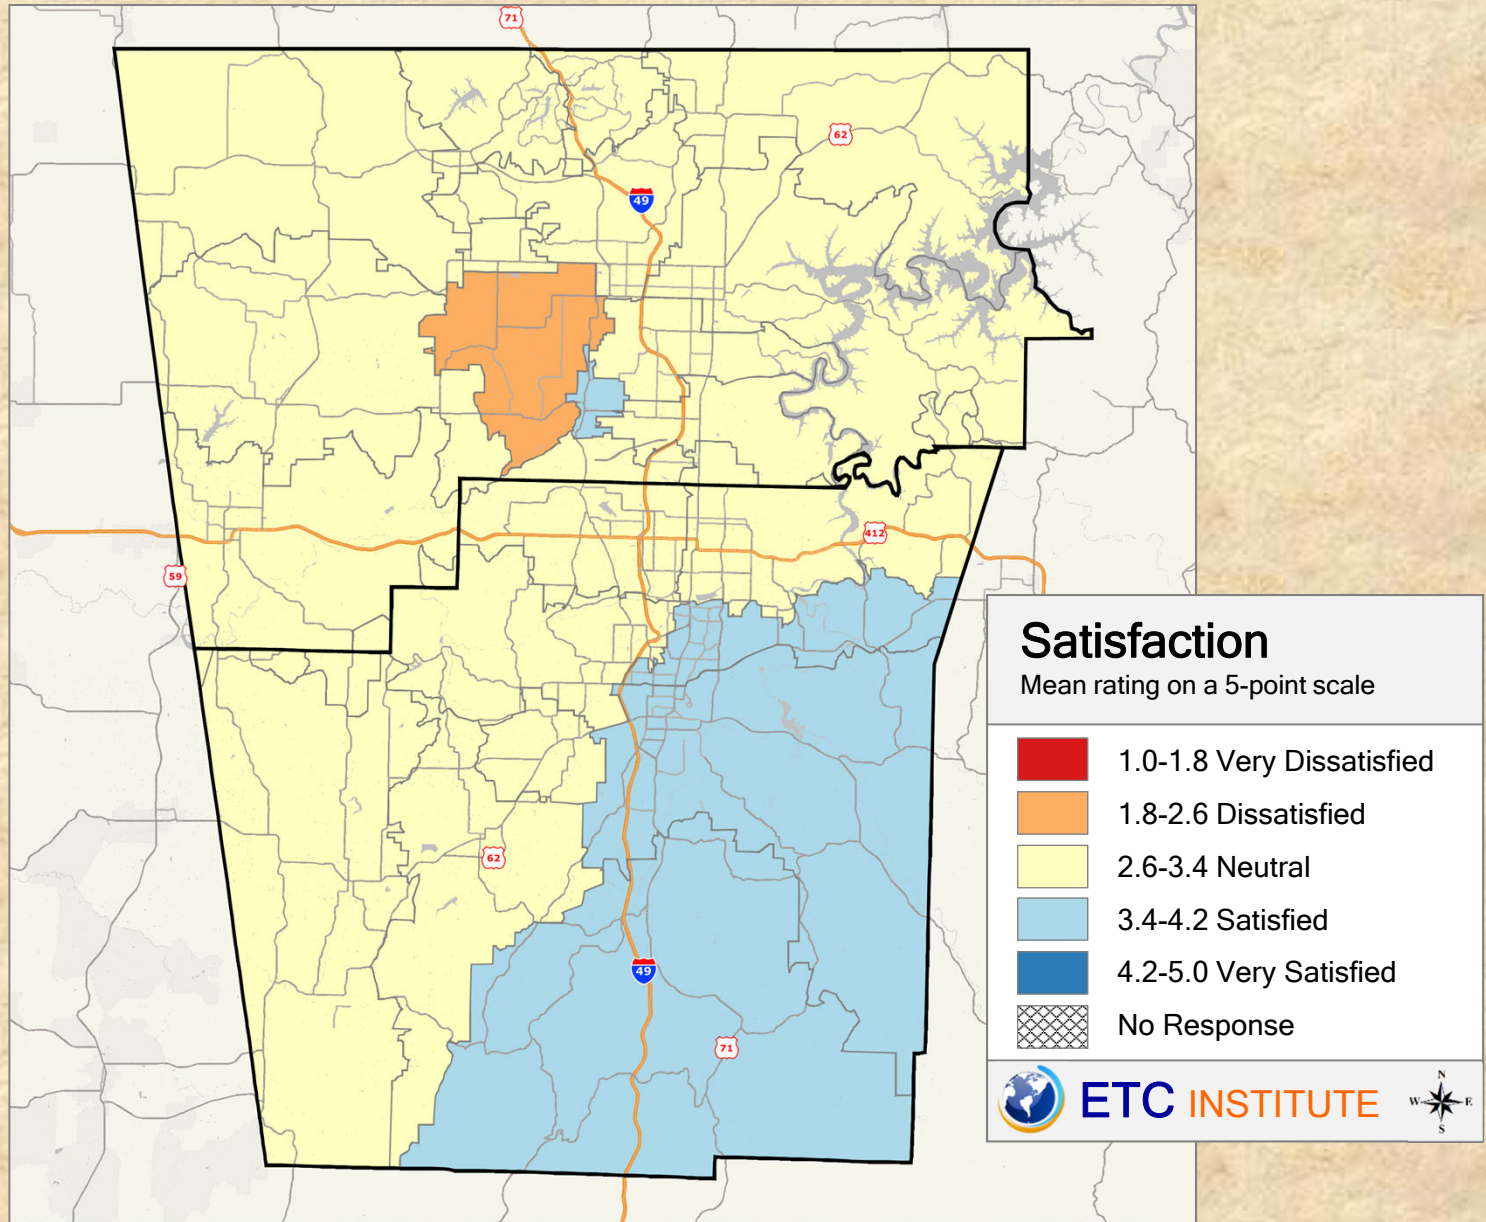 71
62
49
412
59
62
49
71
Satisfaction
Mean rating on a 5-point scale
1.0-1.8 Very Dissatisfied
1.8-2.6 Dissatisfied
2.6-3.4 Neutral
3.4-4.2 Satisfied
4.2-5.0 Very Satisfied
No Response
ETC INSTITUTE
N
W E
S